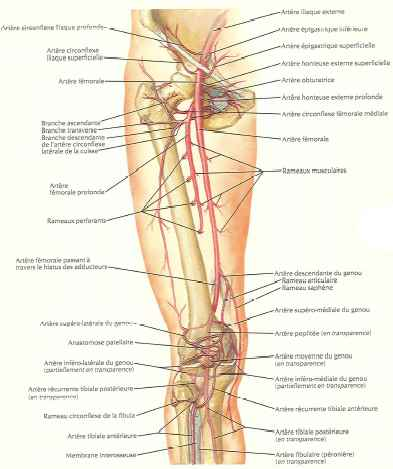 Artère circonflexe iliaque profonde
Artère circonflexe
iliaque superficielle
Artère fémorale
Branche ascendante
Branche transverse
Branche descendante
de l'artère circonflexe
latérale de la cuisse
Artère
fémorale profonde
Rameaux perforants
Artère fémorale passant à
travers le hiatus des adducteurs
Artère supéro-latérale du genou
Anastomose patellaire
Artère inféro-latérale du genou
(partiellement en transparence)
Artère récurrente tibiale postérieure
(en transparence)
Rameau circonflexe de la fibula
Artère tibiale antérieure
Membrane interosseuse
Artère iliaque externe
Artère épigastrique inférieure
Artère épigastrique superficielle
Artère honteuse externe superficielle
Artère obturatrice
Artère honteuse externe profonde
Artère circonflexe fémorale médiale
Artère fémorale
Rameaux musculaires
Artère descendante du genou
Rameau articulaire
Rameau saphène
Artère supéro-médiale du genou
Artère poplitée (en transparence)
Artère moyenne du genou
(en transparence)
Artère inféro-médiale du genou
(partiellement en transparence)
Artère récurrente tibiale antérieure
Artère tibiale postérieure
(en transparence)
Artère fibulaire (péronière)
(en transparence)